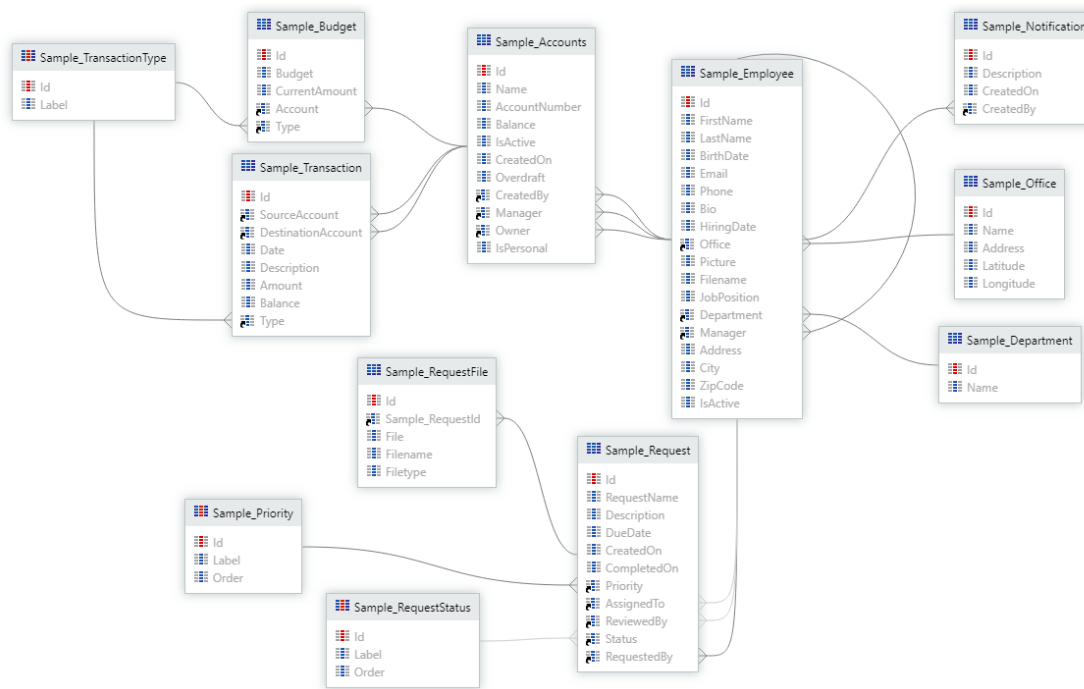 Sample_TransactionType
Id
Label
Sample_Budget
Id
Budget
CurrentAmount
Account
Type
Sample_Transaction
Id
SourceAccount
DestinationAccount
Date
Description
Amount
Balance
Type
Sample_Accounts
Id
Name
AccountNumber
Balance
IsActive
CreatedOn
Overdraft
CreatedBy
Manager
Owner
IsPersonal
Sample_Employee
Id
FirstName
LastName
BirthDate
Email
Phone
Bio
HiringDate
Office
Picture
Filename
JobPosition
Department
Manager
Address
City
ZipCode
IsActive
Sample_Notification
Id
Description
CreatedOn
CreatedBy
Sample_Office
Id
Name
Address
Latitude
Longitude
Sample_Department
Id
Name
Sample_RequestFile
Id
Sample_RequestId
File
Filename
Filetype
Sample_Priority
Id
Label
Order
Sample_RequestStatus
Id
Label
Order
Sample_Request
Id
RequestName
Description
DueDate
CreatedOn
CompletedOn
Priority
AssignedTo
ReviewedBy
Status
RequestedBy